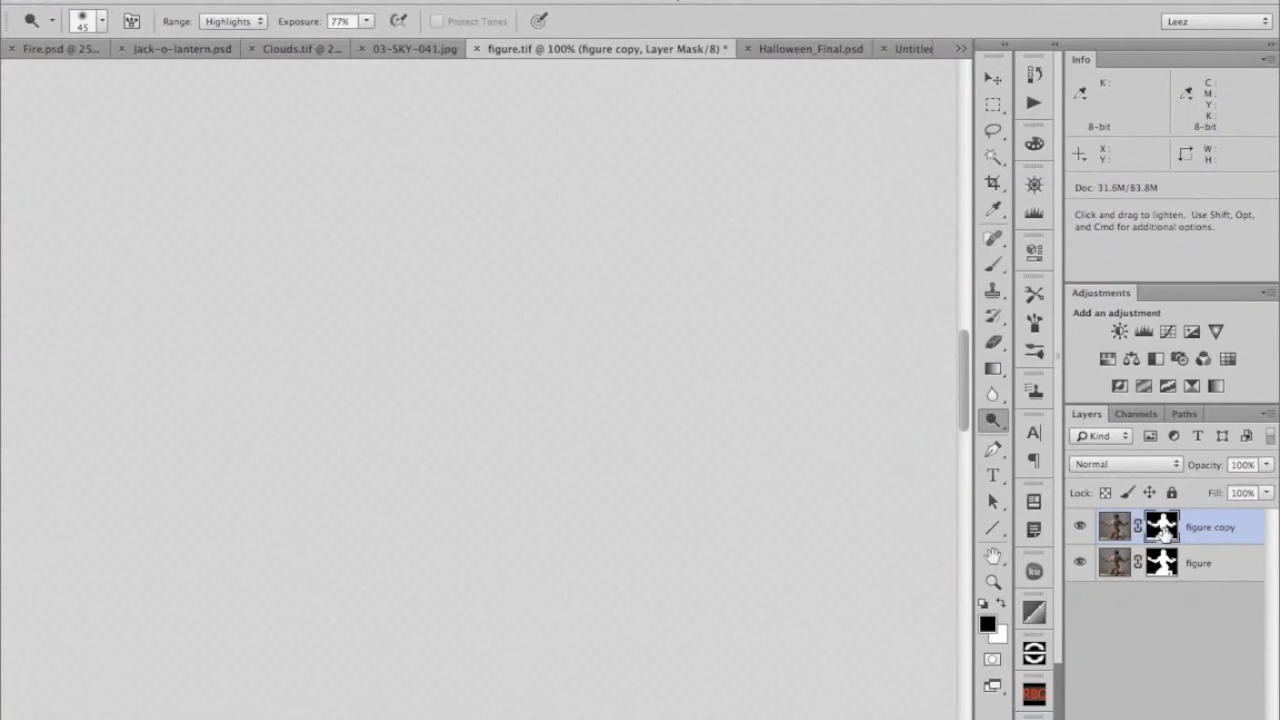 45 Range: Highlights Exposure: 77% Protect Tones Leez
Fire.psd @ 25... Jack-o-lantern.psd Clouds.tif @ 2... 03-SKY-041.jpg figure.tif @ 100% (figure copy, Layer Mask/8) * Halloween_Final.psd Untitled
Info
K: C:
M:
Y:
K:
8-bit 8-bit
X: W:
Y: H:
Doc: 31.6M/83.8M
Click and drag to lighten. Use Shift, Opt,
and Cmd for additional options.
Adjustments
Add an adjustment
Layers Channels Paths
Kind
Normal Opacity: 100%
Lock: Fill: 100%
figure copy
figure
T
A
ku
RBG